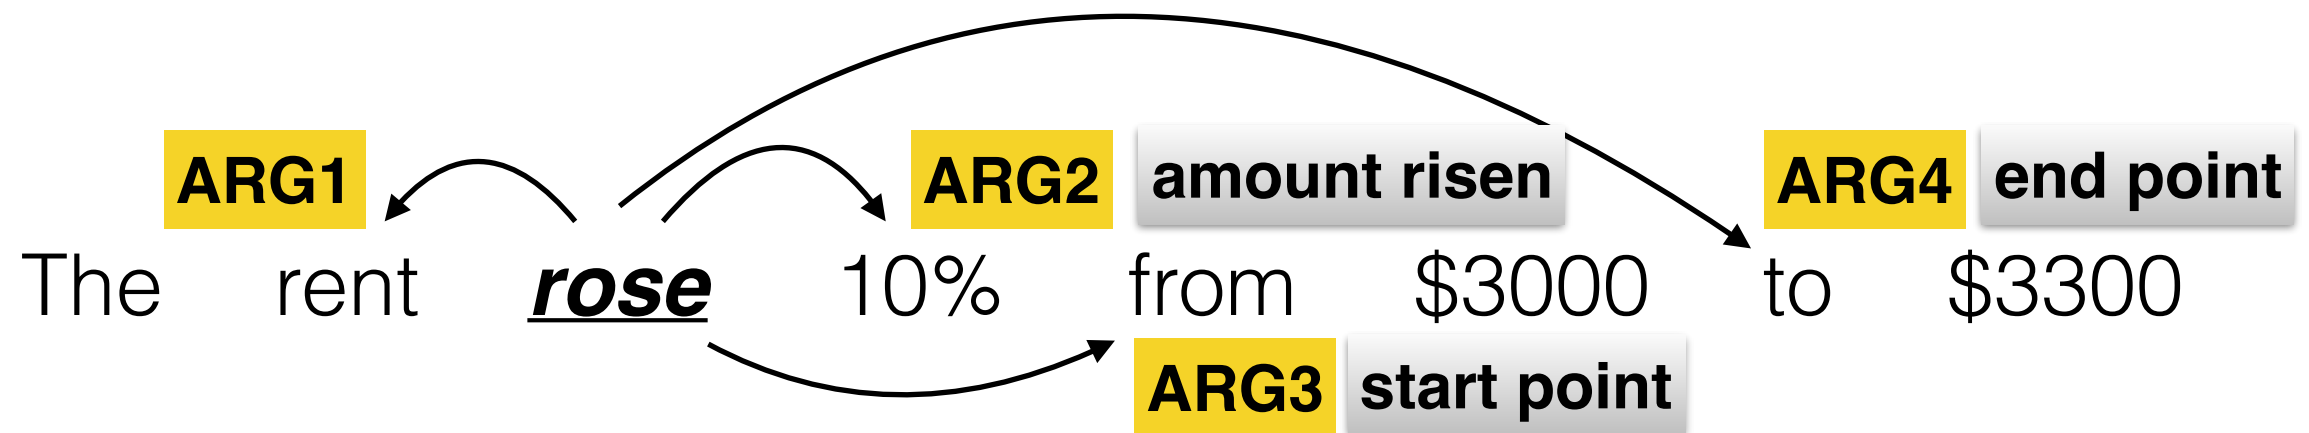 ARG1 ARG2 amount risen ARG4 end point
The rent rose 10% from $3000 to $3300
ARG3 start point